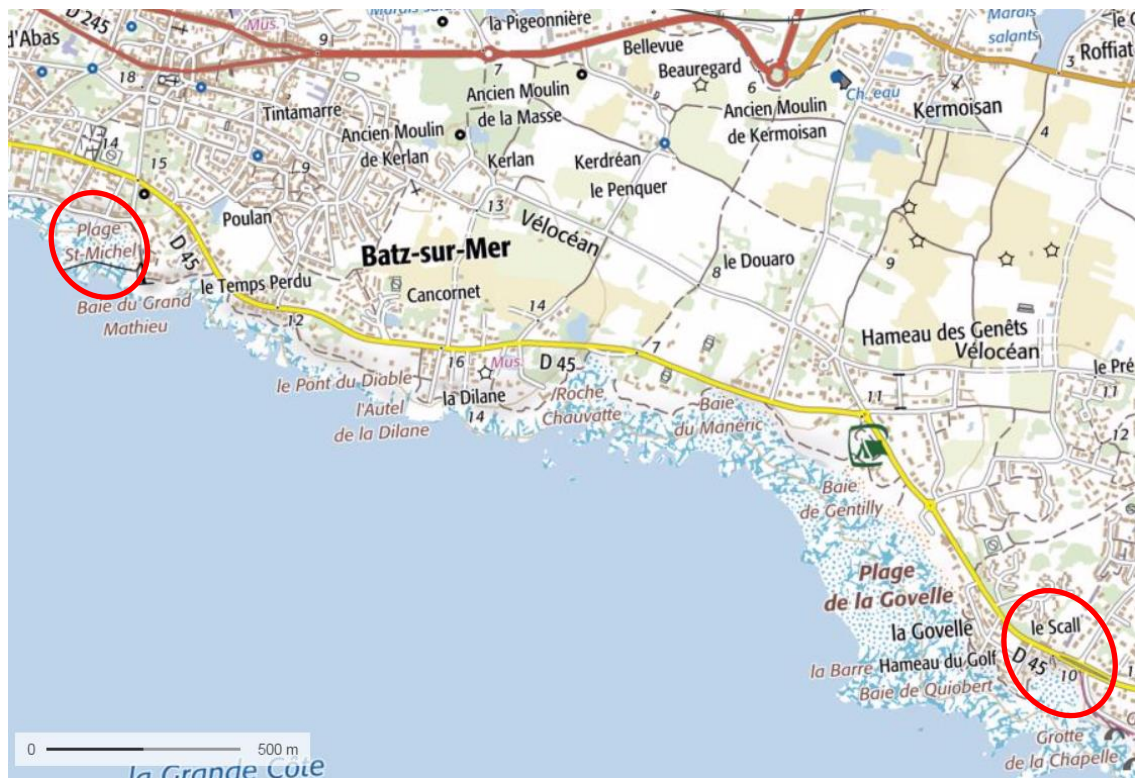 D 245
Mus.
Marais salants
la Pigeonnière
Marais
salants
d'Abas
9
7
Bellevue
Beauregard
6
Roffiat
3
18
Ancien Moulin
de la Masse
Ancien Moulin
de Kermoisan
Ch. eau
Kermoisan
Tintamarre
Ancien Moulin
de Kerlan
Kerlan
Kerdréan
le Penquer
4
14
15
9
13
Vélocéan
Plage
St-Michel
Poulan
D 45
Batz-sur-Mer
8
le Douaro
9
le Temps Perdu
Cancornet
14
Baie du Grand
Mathieu
12
Hameau des Genêts
Vélocéan
16
Mus.
D 45
7
le Pré
11
le Pont du Diable
l'Autel
de la Dilane
la Dilane
14
Roche
Chauvatte
Baie
du Manéric
11
12
Baie
de Gentilly
Plage
de la Govelle
la Govelle
le Scall
la Barre
Hameau du Golf
D 45
10
1
Baie de Quiobert
Grotte
de la Chapelle
0
500 m
la Grande Côte